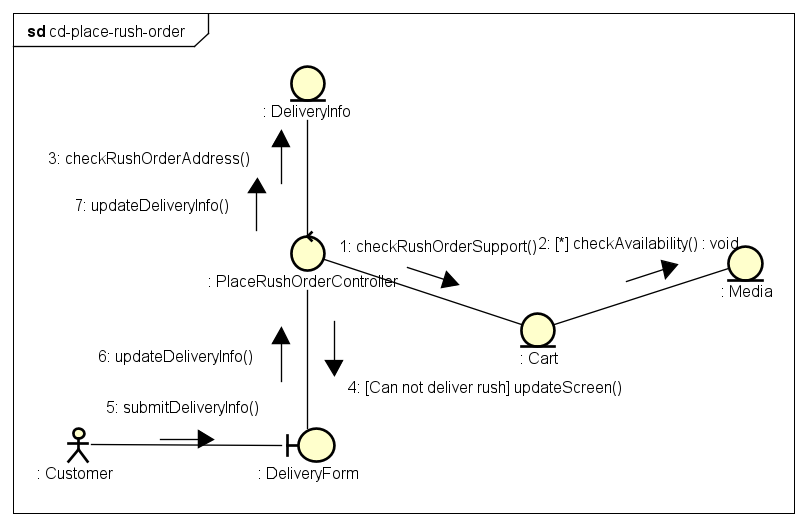 sd cd-place-rush-order
: DeliveryInfo
3: checkRushOrderAddress()
7: updateDeliveryInfo()
1: checkRushOrderSupport()
2: [*] checkAvailability() : void
: PlaceRushOrderController
: Media
6: updateDeliveryInfo()
: Cart
4: [Can not deliver rush] updateScreen()
5: submitDeliveryInfo()
: Customer
: DeliveryForm